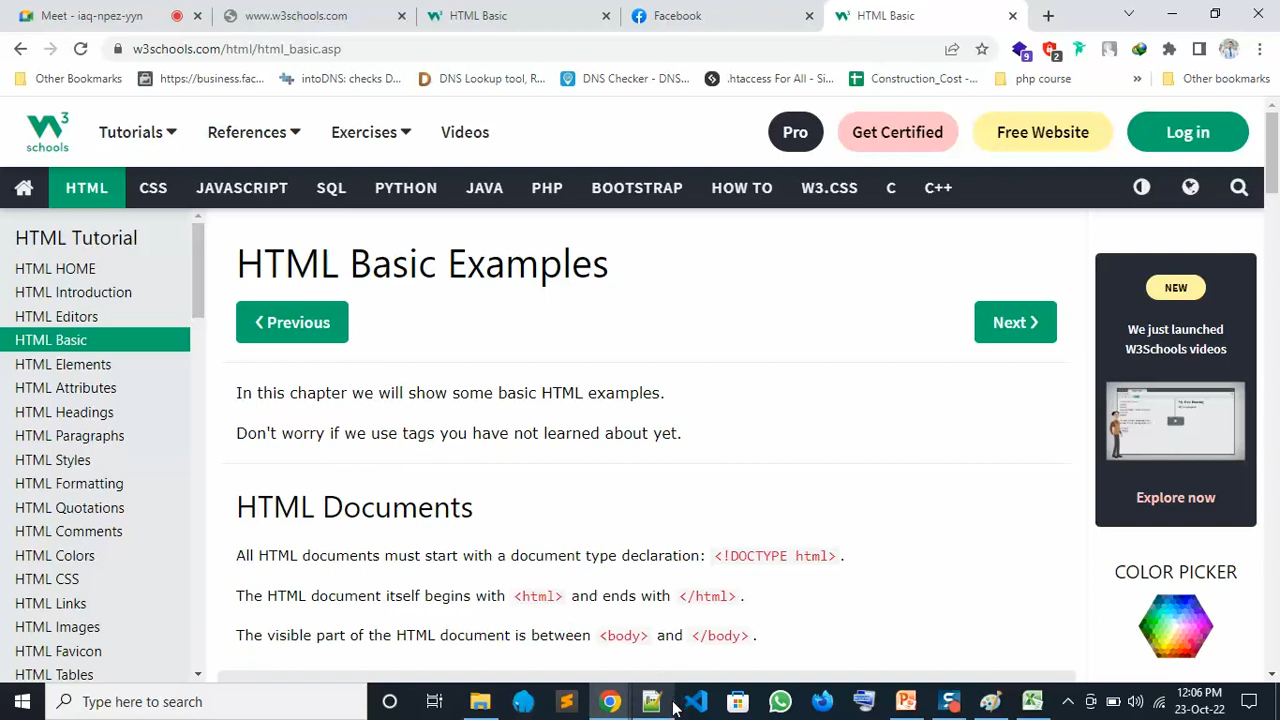 Meet - iaq-npez-yyn
www.w3schools.com
HTML Basic
Facebook
HTML Basic
w3schools.com/html/html_basic.asp
9
2
Other Bookmarks
https://business.fac...
intoDNS: checks D...
DNS Lookup tool, R...
DNS Checker - DNS...
.htaccess For All - Si...
Construction_Cost -...
php course
»
Other bookmarks
W3
schools
Tutorials
References
Exercises
Videos
Pro
Get Certified
Free Website
Log in
HTML
CSS
JAVASCRIPT
SQL
PYTHON
JAVA
PHP
BOOTSTRAP
HOW TO
W3.CSS
C
C++
HTML Tutorial
HTML HOME
HTML Introduction
HTML Editors
HTML Basic
HTML Elements
HTML Attributes
HTML Headings
HTML Paragraphs
HTML Styles
HTML Formatting
HTML Quotations
HTML Comments
HTML Colors
HTML CSS
HTML Links
HTML Images
HTML Favicon
HTML Tables
HTML Basic Examples
❮ Previous
Next ❯
In this chapter we will show some basic HTML examples.
Don't worry if we use tags you have not learned about yet.
HTML Documents
All HTML documents must start with a document type declaration: <!DOCTYPE html>.
The HTML document itself begins with <html> and ends with </html>.
The visible part of the HTML document is between <body> and </body>.
NEW
We just launched
W3Schools videos
Explore now
COLOR PICKER
Type here to search
12:06 PM
23-Oct-22